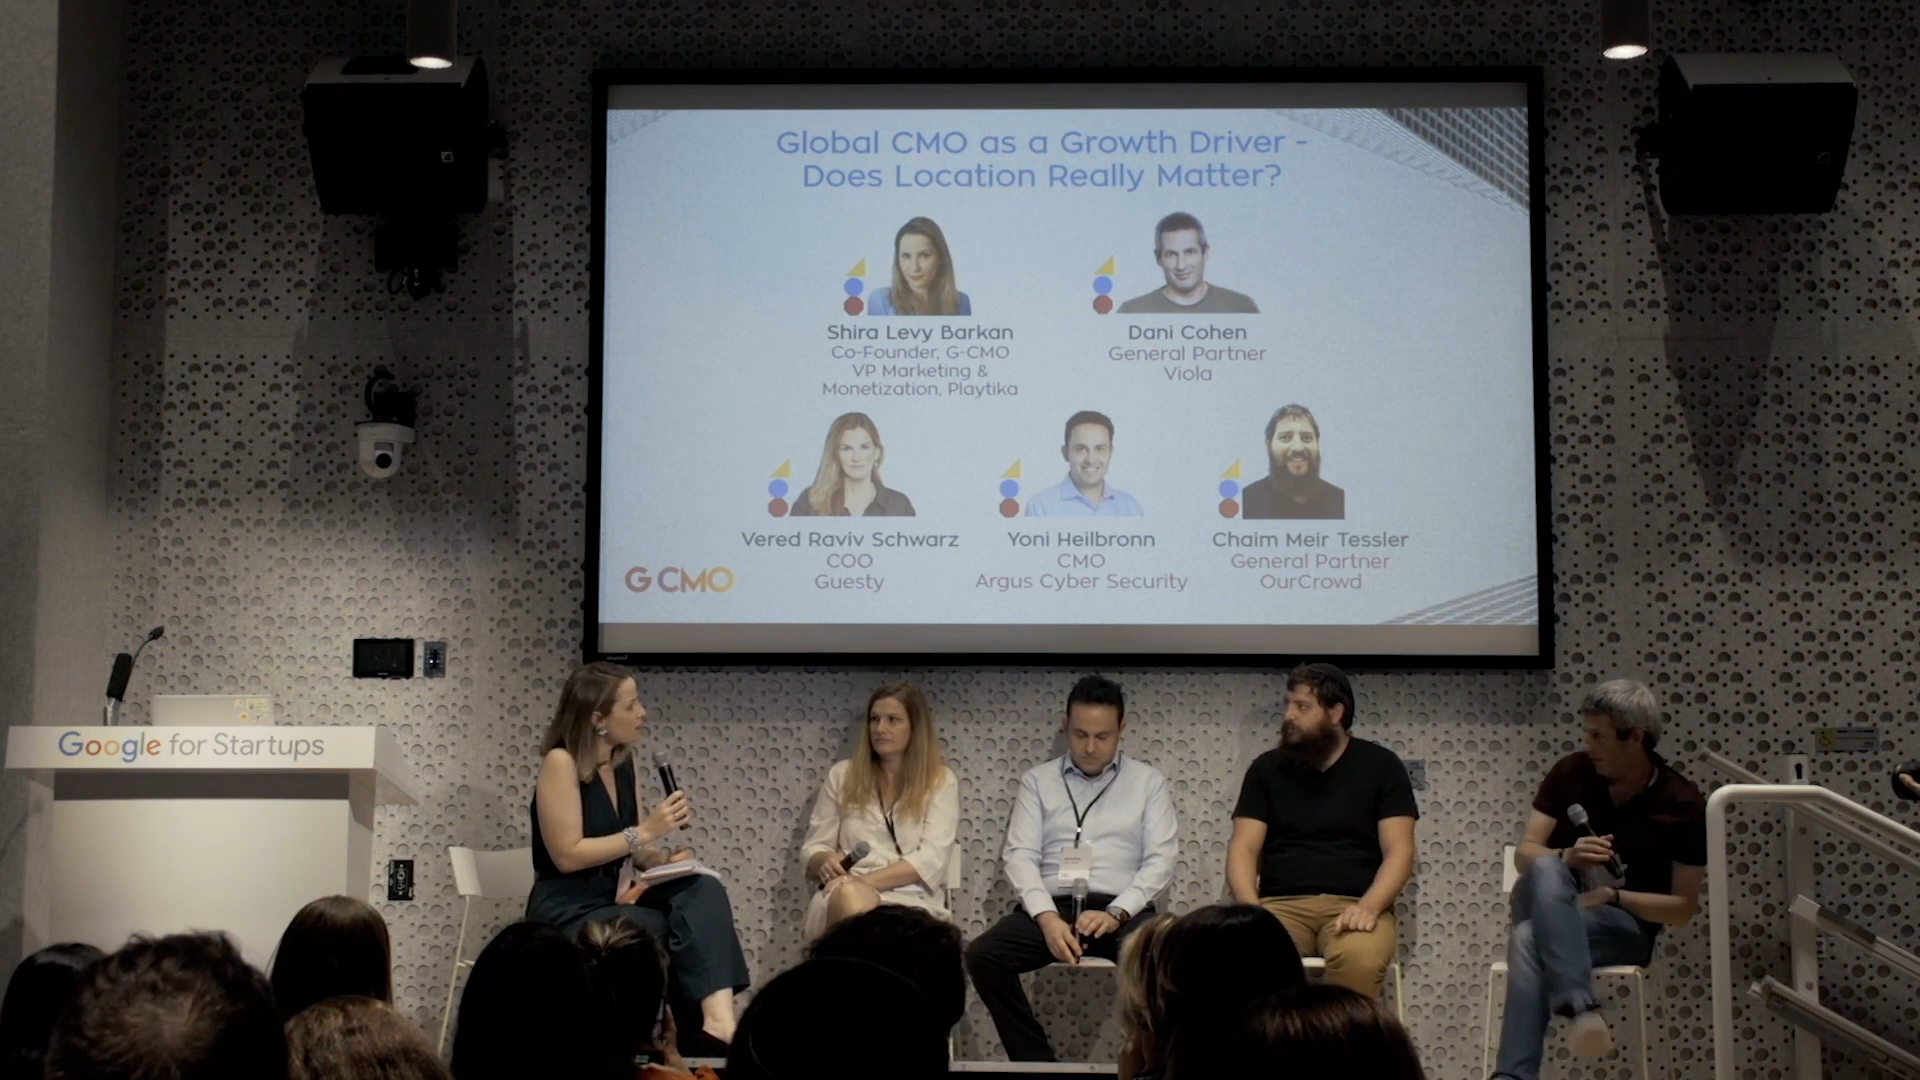 Global CMO as a Growth Driver -
Does Location Really Matter?
Shira Levy Barkan
Co-Founder, G-CMO
VP Marketing &
Monetization, Playtika
Dani Cohen
General Partner
Viola
Vered Raviv Schwarz
COO
Guesty
Yoni Heilbronn
CMO
Argus Cyber Security
Chaim Meir Tessler
General Partner
OurCrowd
G CMO
Google for Startups